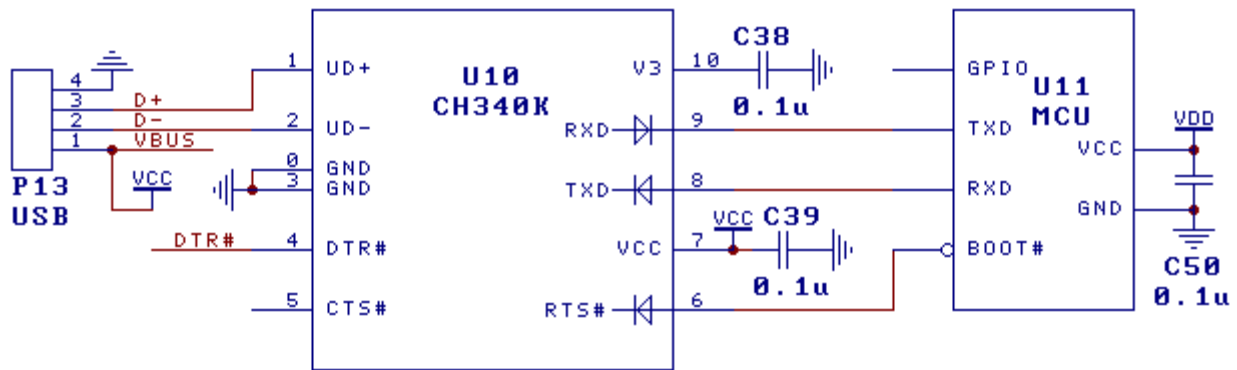 4
3
2
1
D+
D-
VBUS
P13
USB
VCC
DTR#
1
2
0
3
4
5
UD+
UD-
GND
GND
DTR#
CTS#
U10
CH340K
V3
RXD
TXD
VCC
RTS#
10
9
8
7
6
C38
0.1u
VCC
C39
0.1u
GPIO
TXD
RXD
BOOT#
U11
MCU
VCC
GND
VDD
C50
0.1u